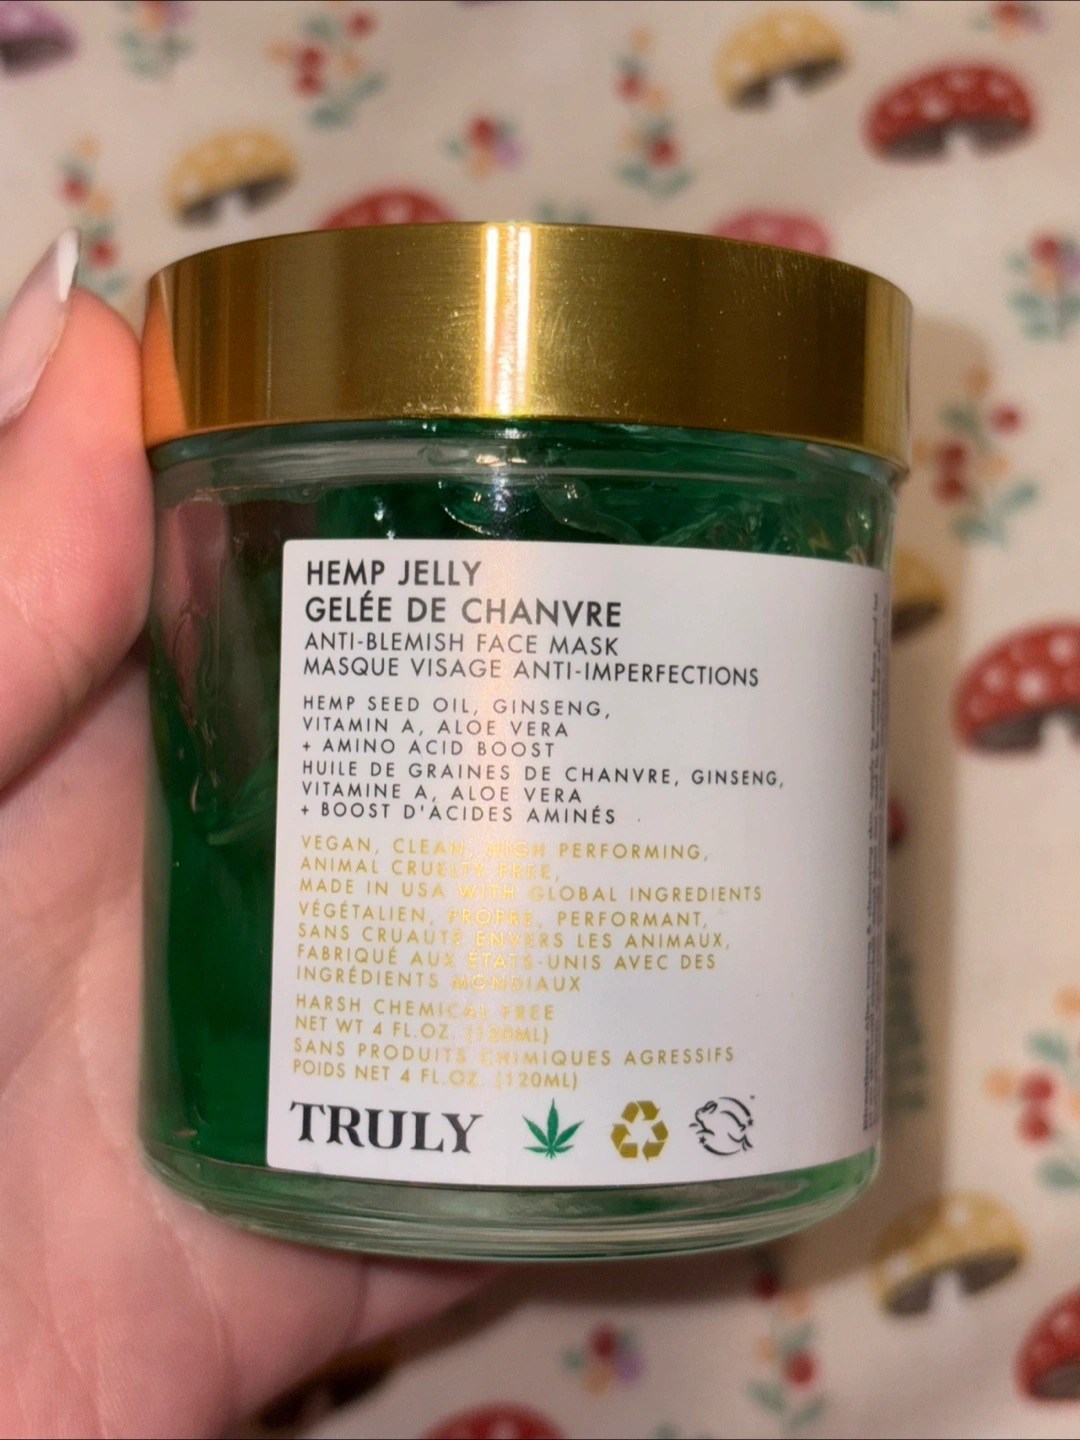 HEMP JELLY
GELÉE DE CHANVRE
ANTI-BLEMISH FACE MASK
MASQUE VISAGE ANTI-IMPERFECTIONS
HEMP SEED OIL, GINSENG,
VITAMIN A, ALOE VERA
+ AMINO ACID BOOST
HUILE DE GRAINES DE CHANVRE, GINSENG,
VITAMINE A, ALOE VERA
+ BOOST D'ACIDES AMINÉS
VEGAN, CLEAN, HIGH PERFORMING,
ANIMAL CRUELTY FREE,
MADE IN USA WITH GLOBAL INGREDIENTS
VÉGÉTALIEN, PROPRE, PERFORMANT,
SANS CRUAUTÉ ENVERS LES ANIMAUX,
FABRIQUÉ AUX ÉTATS-UNIS AVEC DES
INGRÉDIENTS MONDIAUX
HARSH CHEMICAL FREE
NET WT 4 FL.OZ. (120ML)
SANS PRODUITS CHIMIQUES AGRESSIFS
POIDS NET 4 FL.OZ. (120ML)
TRULY